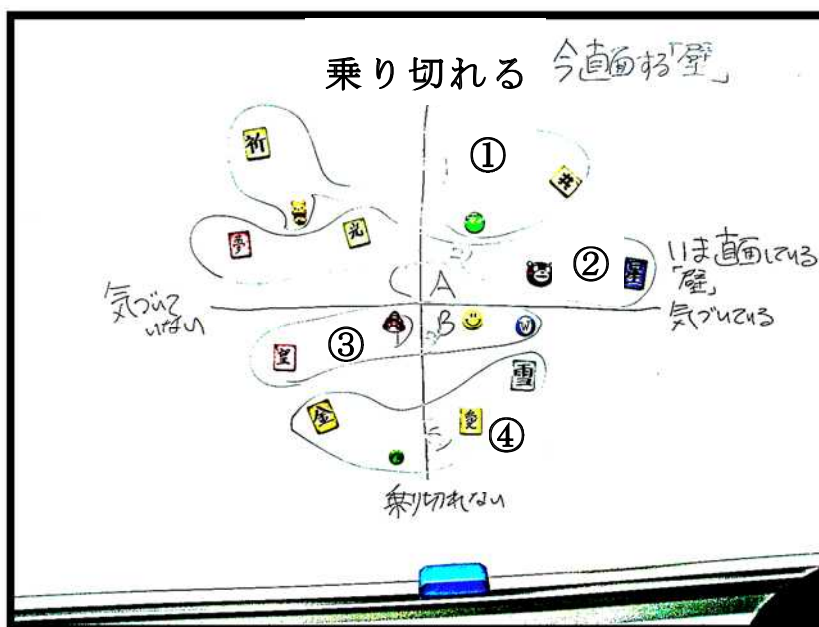 乗り切れる
今直面する「壁」
①
祈
夢
光
②
星
いま直面している
「壁」
気づいている
A
気づいて
いない
B
W
③
皇
雪
金
愛
④
乗り切れない